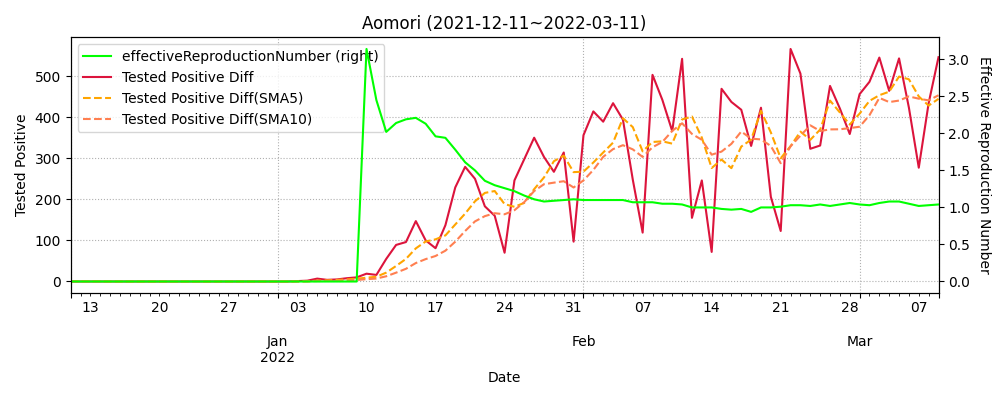 Aomori (2021-12-11~2022-03-11)
effectiveReproductionNumber (right)
Tested Positive Diff
Tested Positive Diff(SMA5)
Tested Positive Diff(SMA10)
Tested Positive
500
400
300
200
100
0
Effective Reproduction Number
3.0
2.5
2.0
1.5
1.0
0.5
0.0
13 20 27 03 10 17 24 31 07 14 21 28 07
Jan Feb Mar
2022
Date